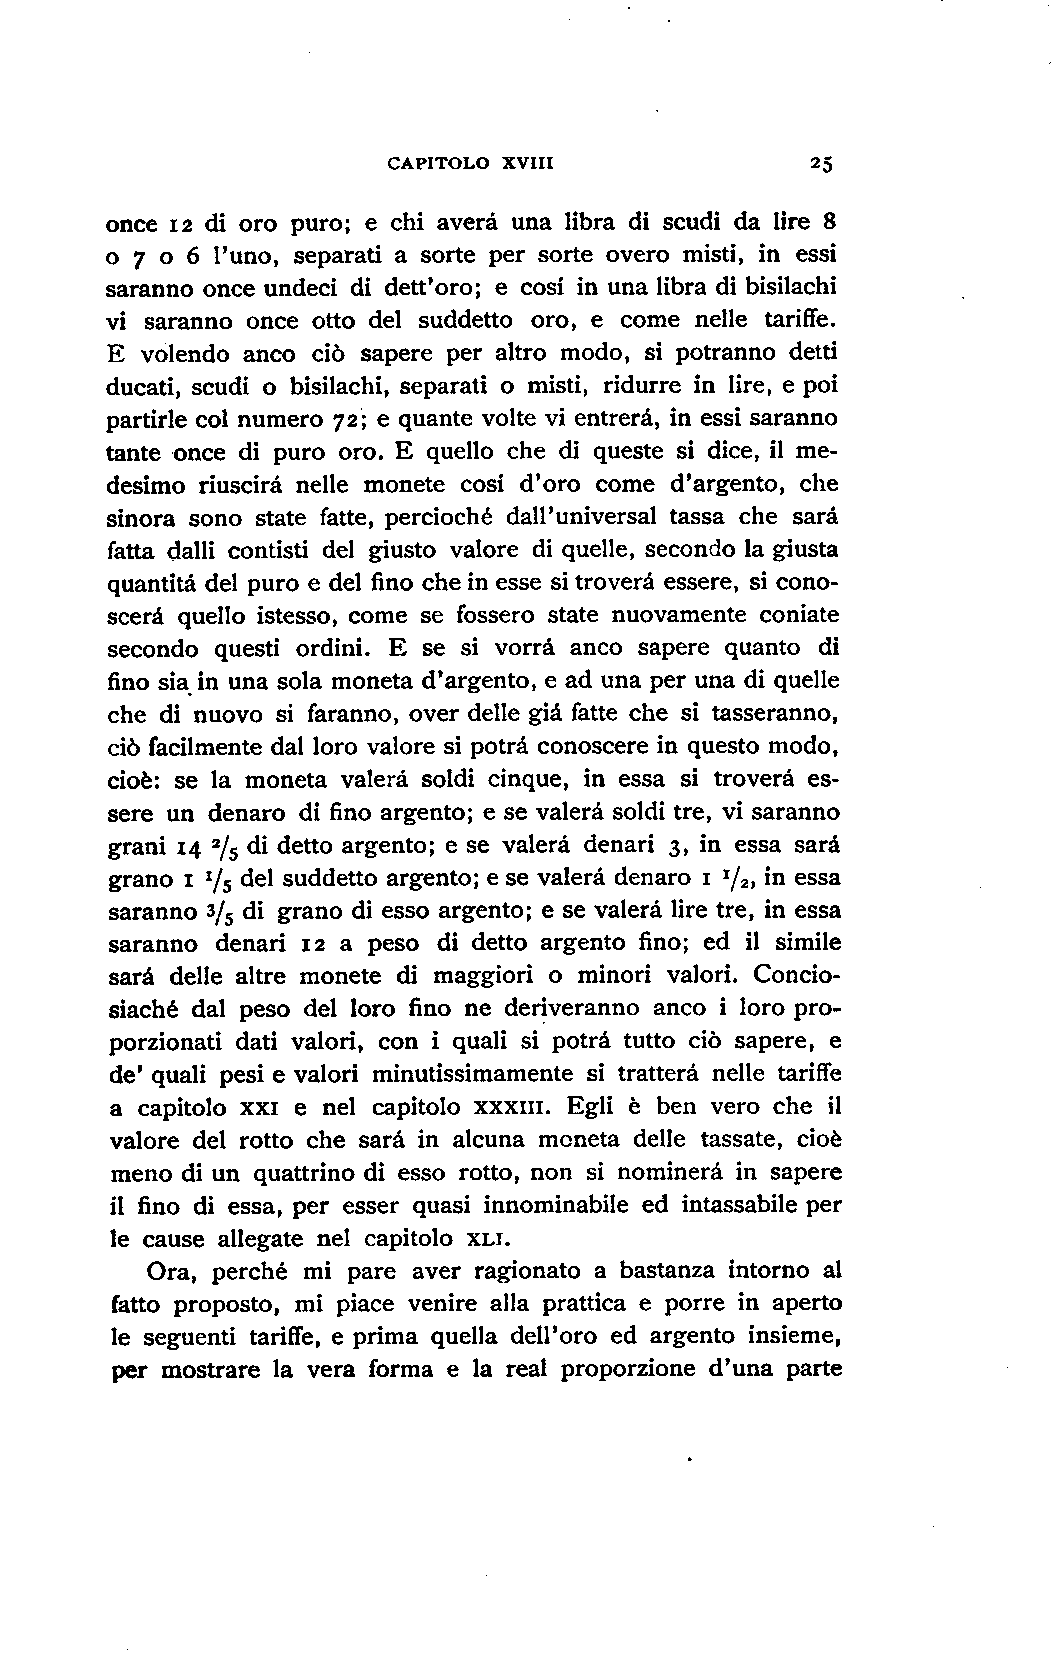 CAPITOLO XVIII 25
once 12 di oro puro; e chi averá una libra di scudi da lire 8
o 7 o 6 l'uno, separati a sorte per sorte overo misti, in essi
saranno once undeci di dett'oro; e cosí in una libra di bisilachi
vi saranno once otto del suddetto oro, e come nelle tariffe.
E volendo anco ciò sapere per altro modo, si potranno detti
ducati, scudi o bisilachi, separati o misti, ridurre in lire, e poi
partirle col numero 72; e quante volte vi entrerá, in essi saranno
tante once di puro oro. E quello che di queste si dice, il me-
desimo riuscirá nelle monete cosí d'oro come d'argento, che
sinora sono state fatte, percioché dall'universal tassa che sará
fatta dalli contisti del giusto valore di quelle, secondo la giusta
quantitá del puro e del fino che in esse si troverá essere, si cono-
scerá quello istesso, come se fossero state nuovamente coniate
secondo questi ordini. E se si vorrá anco sapere quanto di
fino sia in una sola moneta d'argento, e ad una per una di quelle
che di nuovo si faranno, over delle giá fatte che si tasseranno,
ciò facilmente dal loro valore si potrá conoscere in questo modo,
cioè: se la moneta valerá soldi cinque, in essa si troverá es-
sere un denaro di fino argento; e se valerá soldi tre, vi saranno
grani 14 2/5 di detto argento; e se valerá denari 3, in essa sará
grano 1 1/5 del suddetto argento; e se valerá denaro 1 1/2, in essa
saranno 3/5 di grano di esso argento; e se valerá lire tre, in essa
saranno denari 12 a peso di detto argento fino; ed il simile
sará delle altre monete di maggiori o minori valori. Concio-
siaché dal peso del loro fino ne deriveranno anco i loro pro-
porzionati dati valori, con i quali si potrá tutto ciò sapere, e
de' quali pesi e valori minutissimamente si tratterá nelle tariffe
a capitolo XXI e nel capitolo XXXIII. Egli è ben vero che il
valore del rotto che sará in alcuna moneta delle tassate, cioè
meno di un quattrino di esso rotto, non si nominerá in sapere
il fino di essa, per esser quasi innominabile ed intassabile per
le cause allegate nel capitolo XLI.
Ora, perché mi pare aver ragionato a bastanza intorno al
fatto proposto, mi piace venire alla prattica e porre in aperto
le seguenti tariffe, e prima quella dell'oro ed argento insieme,
per mostrare la vera forma e la real proporzione d'una parte